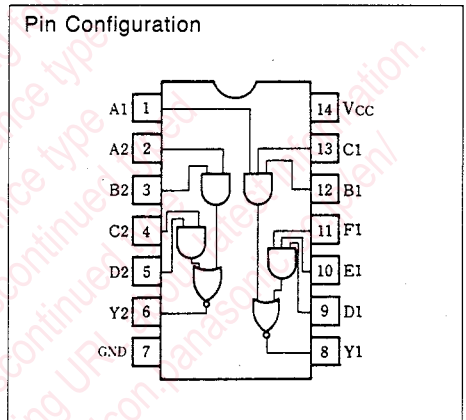 Pin Configuration
A1 1
14 Vcc
A2 2
13 C1
B2 3
12 B1
C2 4
11 F1
D2 5
10 E1
Y2 6
9 D1
GND 7
8 Y1